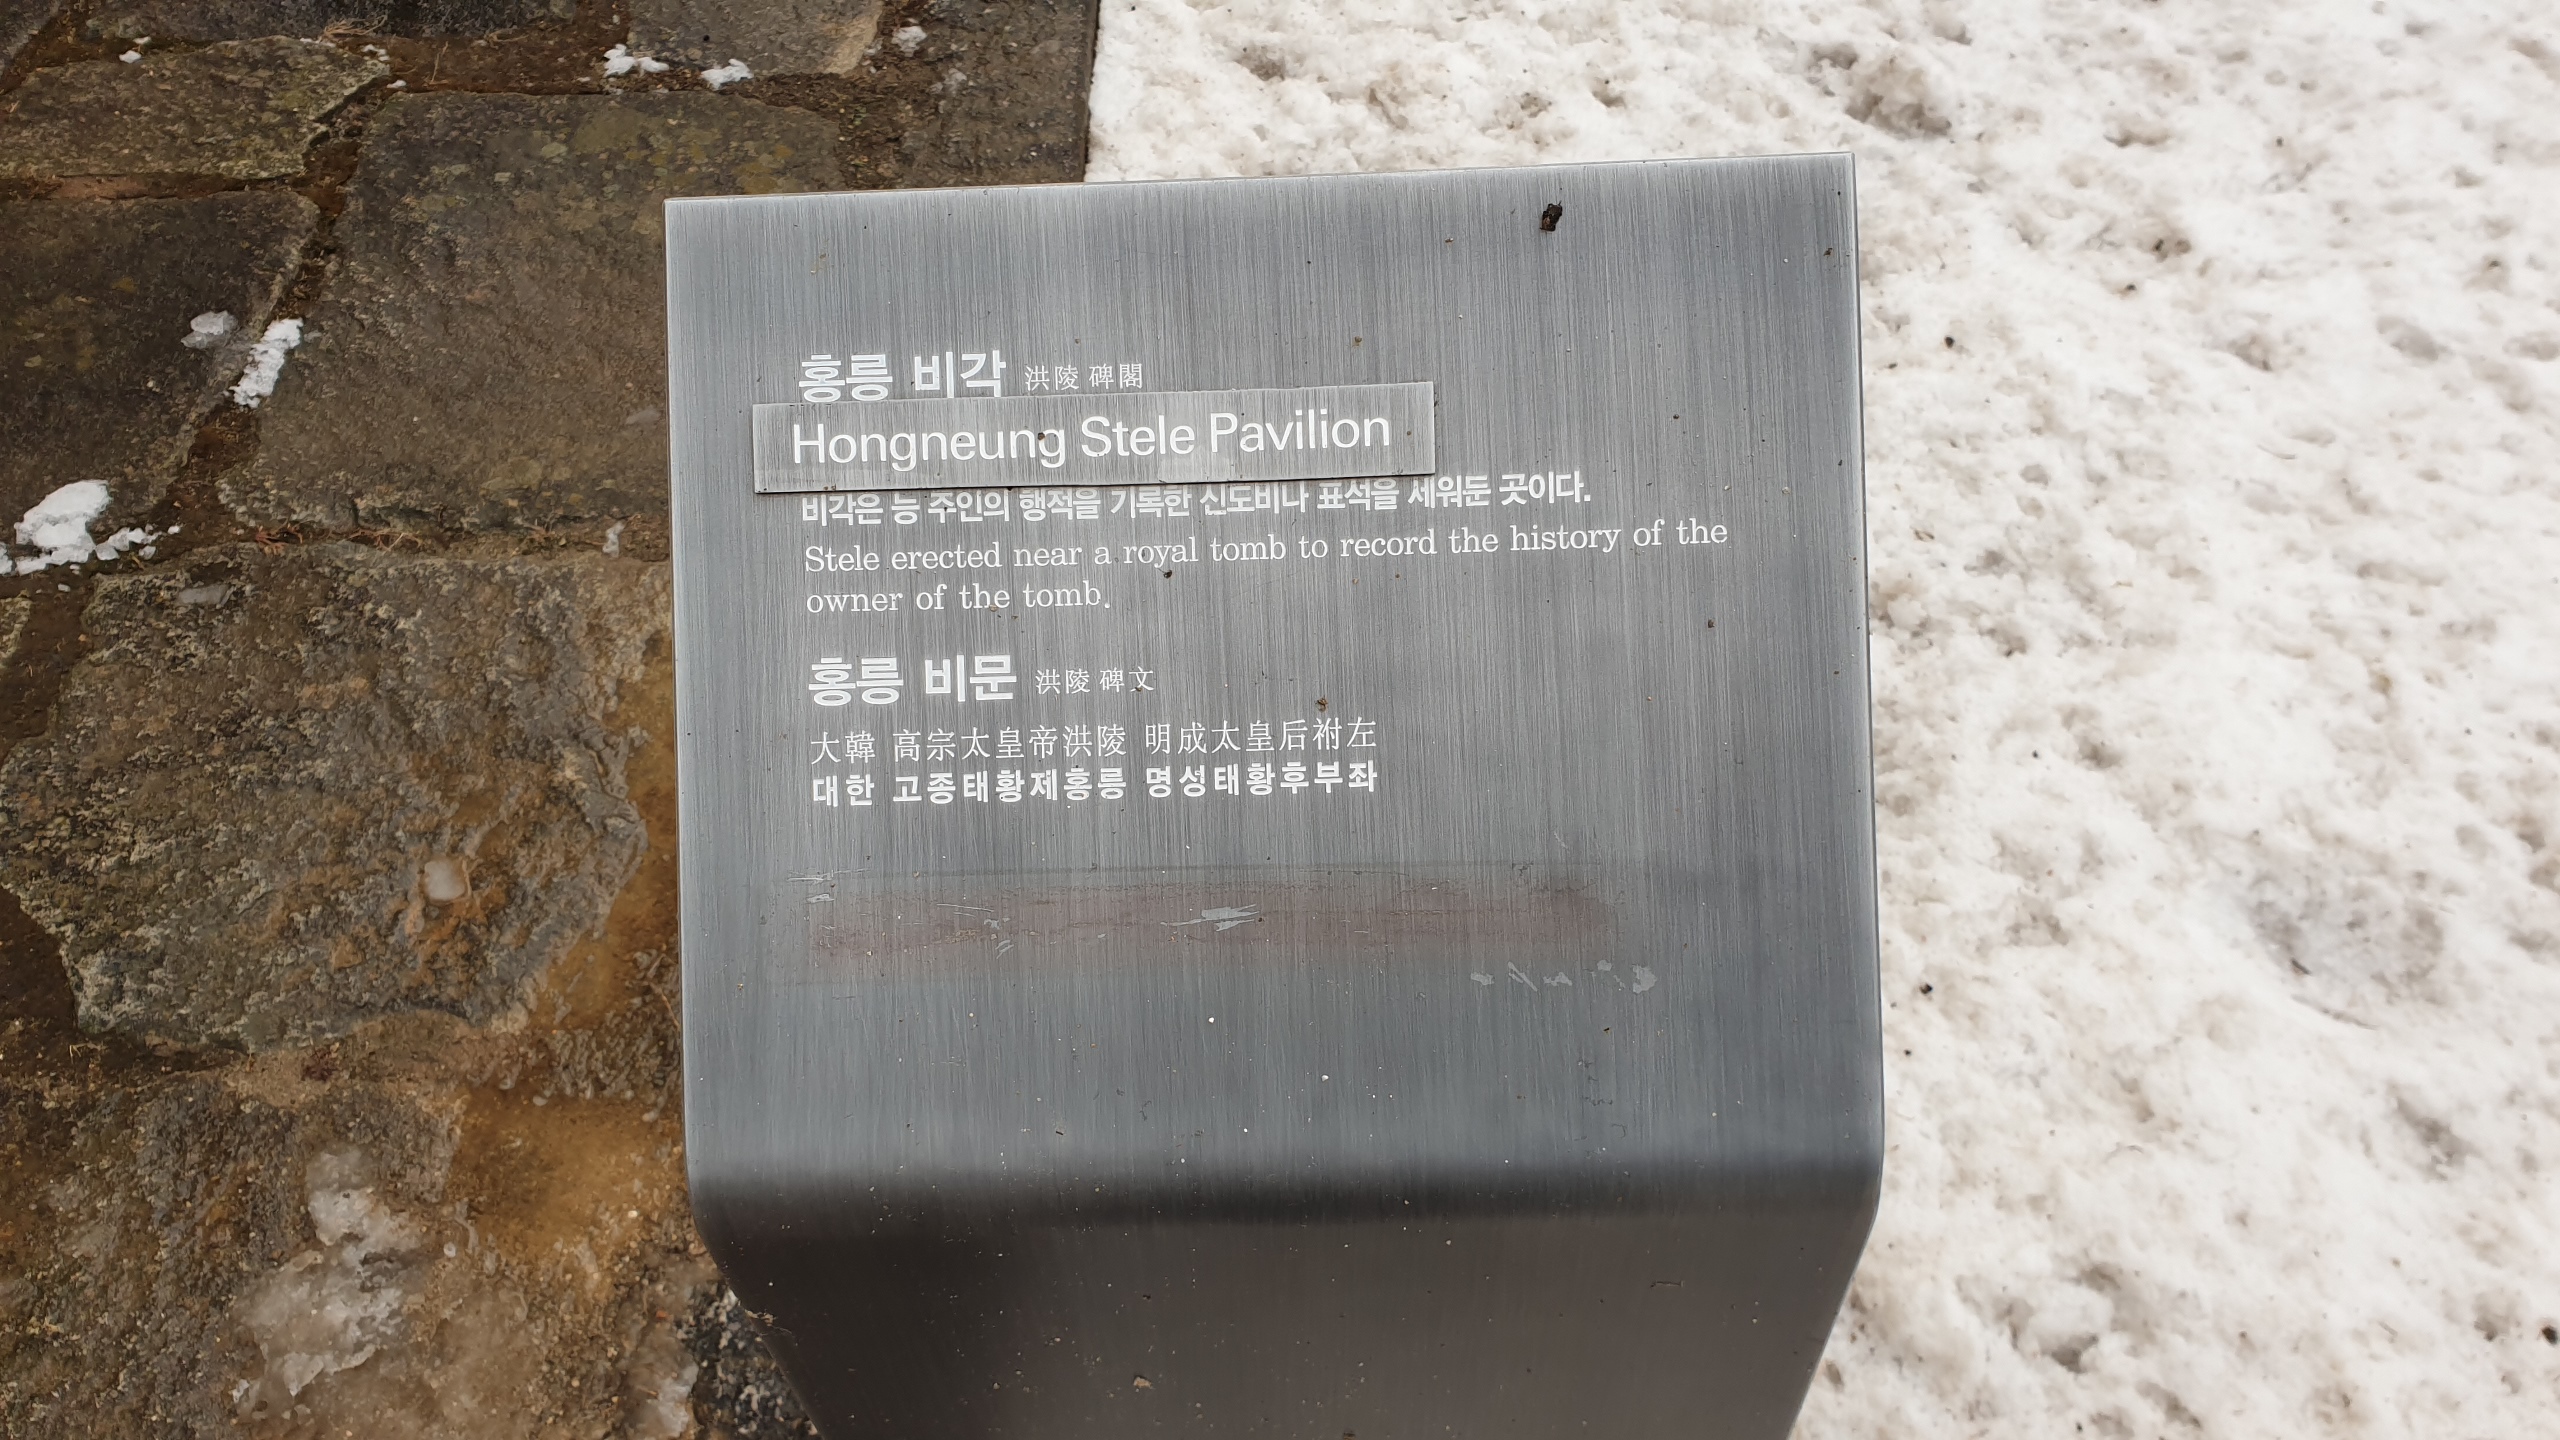 홍릉 비각 洪陵 碑閣
Hongneung Stele Pavilion
비각은 능 주인의 행적을 기록한 신도비나 표석을 세워둔 곳이다.
Stele erected near a royal tomb to record the history of the
owner of the tomb.
홍릉 비문 洪陵 碑文
大韓 高宗太皇帝洪陵 明成太皇后祔左
대한 고종태황제홍릉 명성태황후부좌